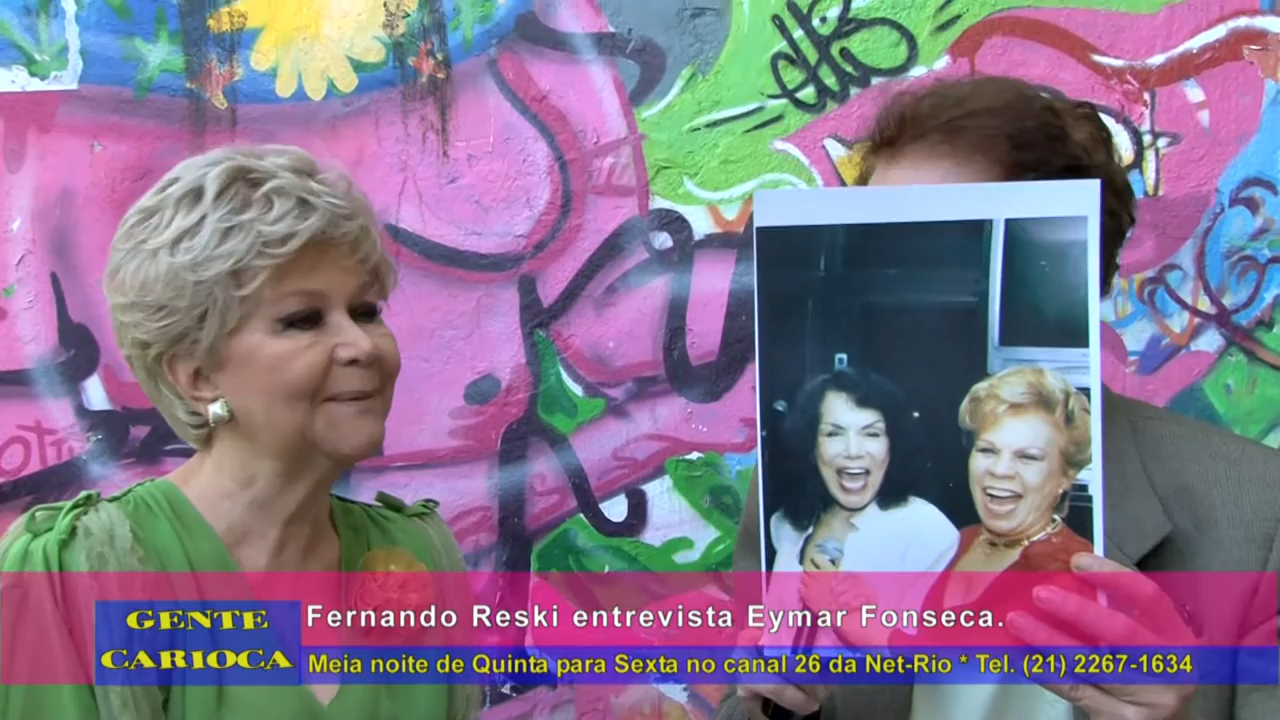 CHB
GENTE
CARIOCA
Fernando Reski entrevista Eymar Fonseca.
Meia noite de Quinta para Sexta no canal 26 da Net-Rio * Tel. (21) 2267-1634